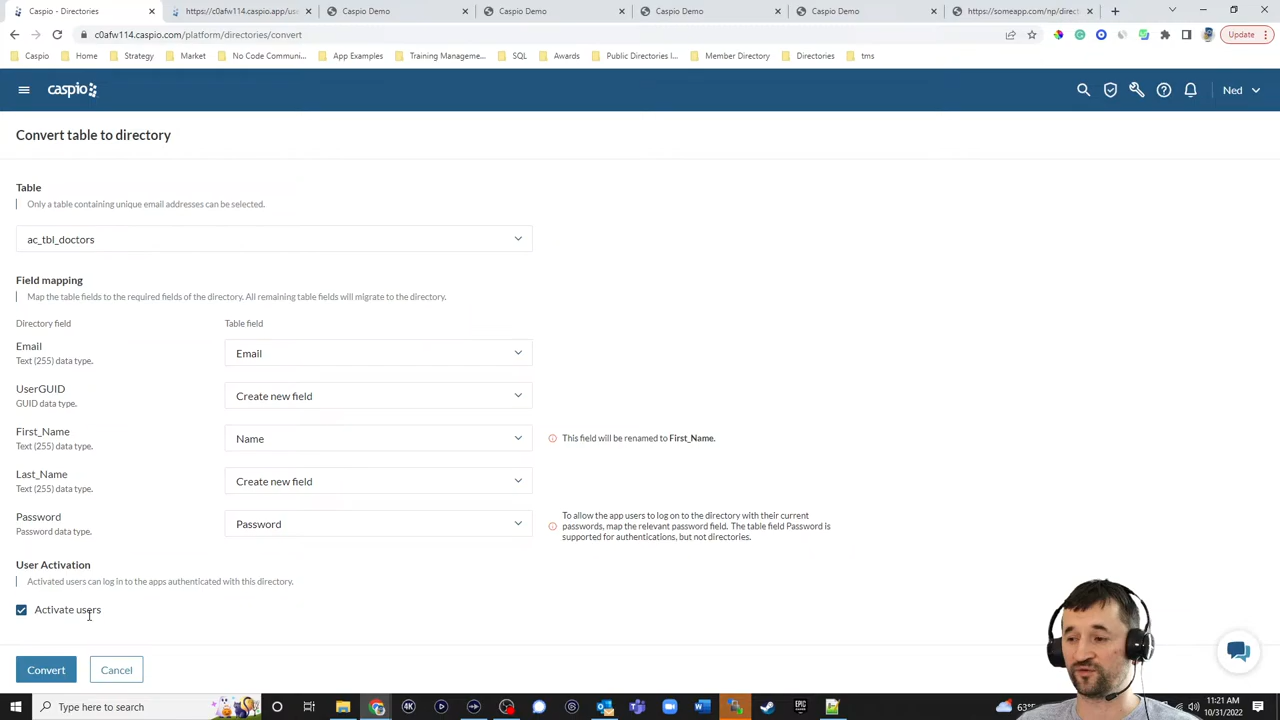 Caspio - Directories
https://c0afw114.caspio.app/use
Caspio Demo
Caspio Demo
Caspio Demo
Caspio Demo
https://someapp.com/np/direct
c0afw114.caspio.com/platform/directories/convert
Update
Caspio
Home
Strategy
Market
No Code Communi...
App Examples
Training Manageme...
SQL
Awards
Public Directories I...
Member Directory
Directories
tms
caspio
Ned
Convert table to directory
Table
Only a table containing unique email addresses can be selected.
ac_tbl_doctors
Field mapping
Map the table fields to the required fields of the directory. All remaining table fields will migrate to the directory.
Directory field
Table field
Email
Text (255) data type.
Email
UserGUID
GUID data type.
Create new field
First_Name
Text (255) data type.
Name
This field will be renamed to First_Name.
Last_Name
Text (255) data type.
Create new field
Password
Password data type.
Password
To allow the app users to log on to the directory with their current
passwords, map the relevant password field. The table field Password is
supported for authentications, but not directories.
User Activation
Activated users can log in to the apps authenticated with this directory.
Activate users
Convert
Cancel
Type here to search
4K
EPIC
63°F
11:21 AM
10/31/2022